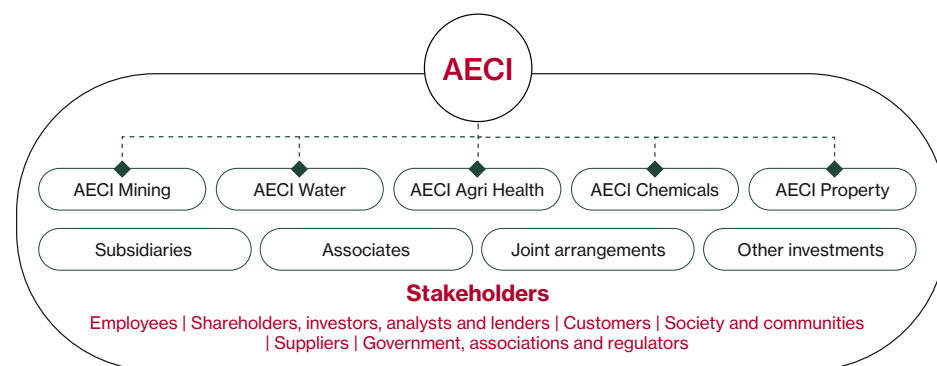 AECI
AECI Mining
AECI Water
AECI Agri Health
AECI Chemicals
AECI Property
Subsidiaries
Associates
Joint arrangements
Other investments
Stakeholders
Employees | Shareholders, investors, analysts and lenders | Customers | Society and communities
| Suppliers | Government, associations and regulators